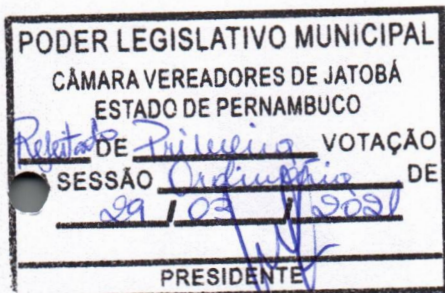 PODER LEGISLATIVO MUNICIPAL
CÂMARA VEREADORES DE JATOBÁ
ESTADO DE PERNAMBUCO
Rejeitado DE Primeira VOTAÇÃO
SESSÃO Ordinária DE
29 / 03 / 2021
PRESIDENTE